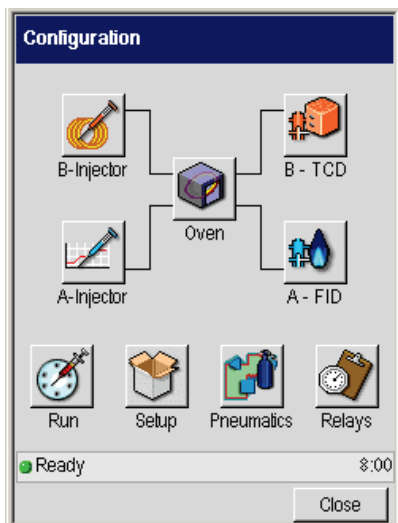 Configuration
B-Injector
B - TCD
Oven
A-Injector
A - FID
Run Setup Pneumatics Relays
Ready 8:00
Close